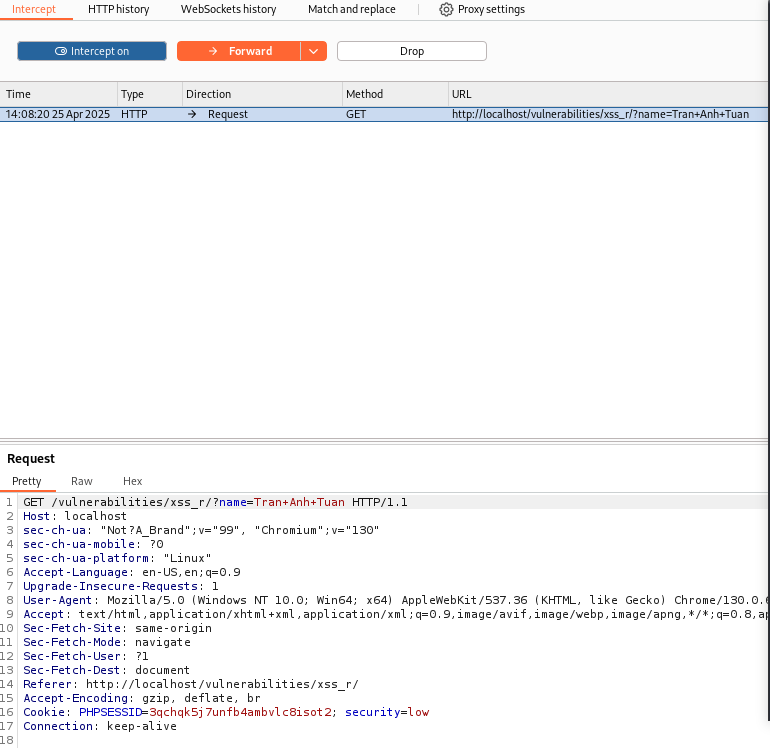 Intercept HTTP history WebSockets history Match and replace Proxy settings
Intercept on Forward Drop
Time Type Direction Method URL
14:08:20 25 Apr 2025 HTTP → Request GET http://localhost/vulnerabilities/xss_r/?name=Tran+Anh+Tuan
Request
Pretty Raw Hex
1 GET /vulnerabilities/xss_r/?name=Tran+Anh+Tuan HTTP/1.1
2 Host: localhost
3 sec-ch-ua: "Not?A_Brand";v="99", "Chromium";v="130"
4 sec-ch-ua-mobile: ?0
5 sec-ch-ua-platform: "Linux"
6 Accept-Language: en-US,en;q=0.9
7 Upgrade-Insecure-Requests: 1
8 User-Agent: Mozilla/5.0 (Windows NT 10.0; Win64; x64) AppleWebKit/537.36 (KHTML, like Gecko) Chrome/130.0.6
9 Accept: text/html,application/xhtml+xml,application/xml;q=0.9,image/avif,image/webp,image/apng,*/*;q=0.8,ap
10 Sec-Fetch-Site: same-origin
11 Sec-Fetch-Mode: navigate
12 Sec-Fetch-User: ?1
13 Sec-Fetch-Dest: document
14 Referer: http://localhost/vulnerabilities/xss_r/
15 Accept-Encoding: gzip, deflate, br
16 Cookie: PHPSESSID=3qchqk5j7unfb4ambvlc8isot2; security=low
17 Connection: keep-alive
18